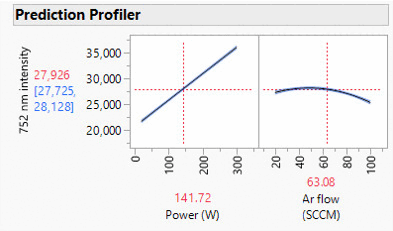 Prediction Profiler
752 nm intensity
27,926
[27,725,
28,128]
35,000
30,000
25,000
20,000
0 100 200 300
20 40 60 80 100
141.72
Power (W)
63.08
Ar flow
(SCCM)